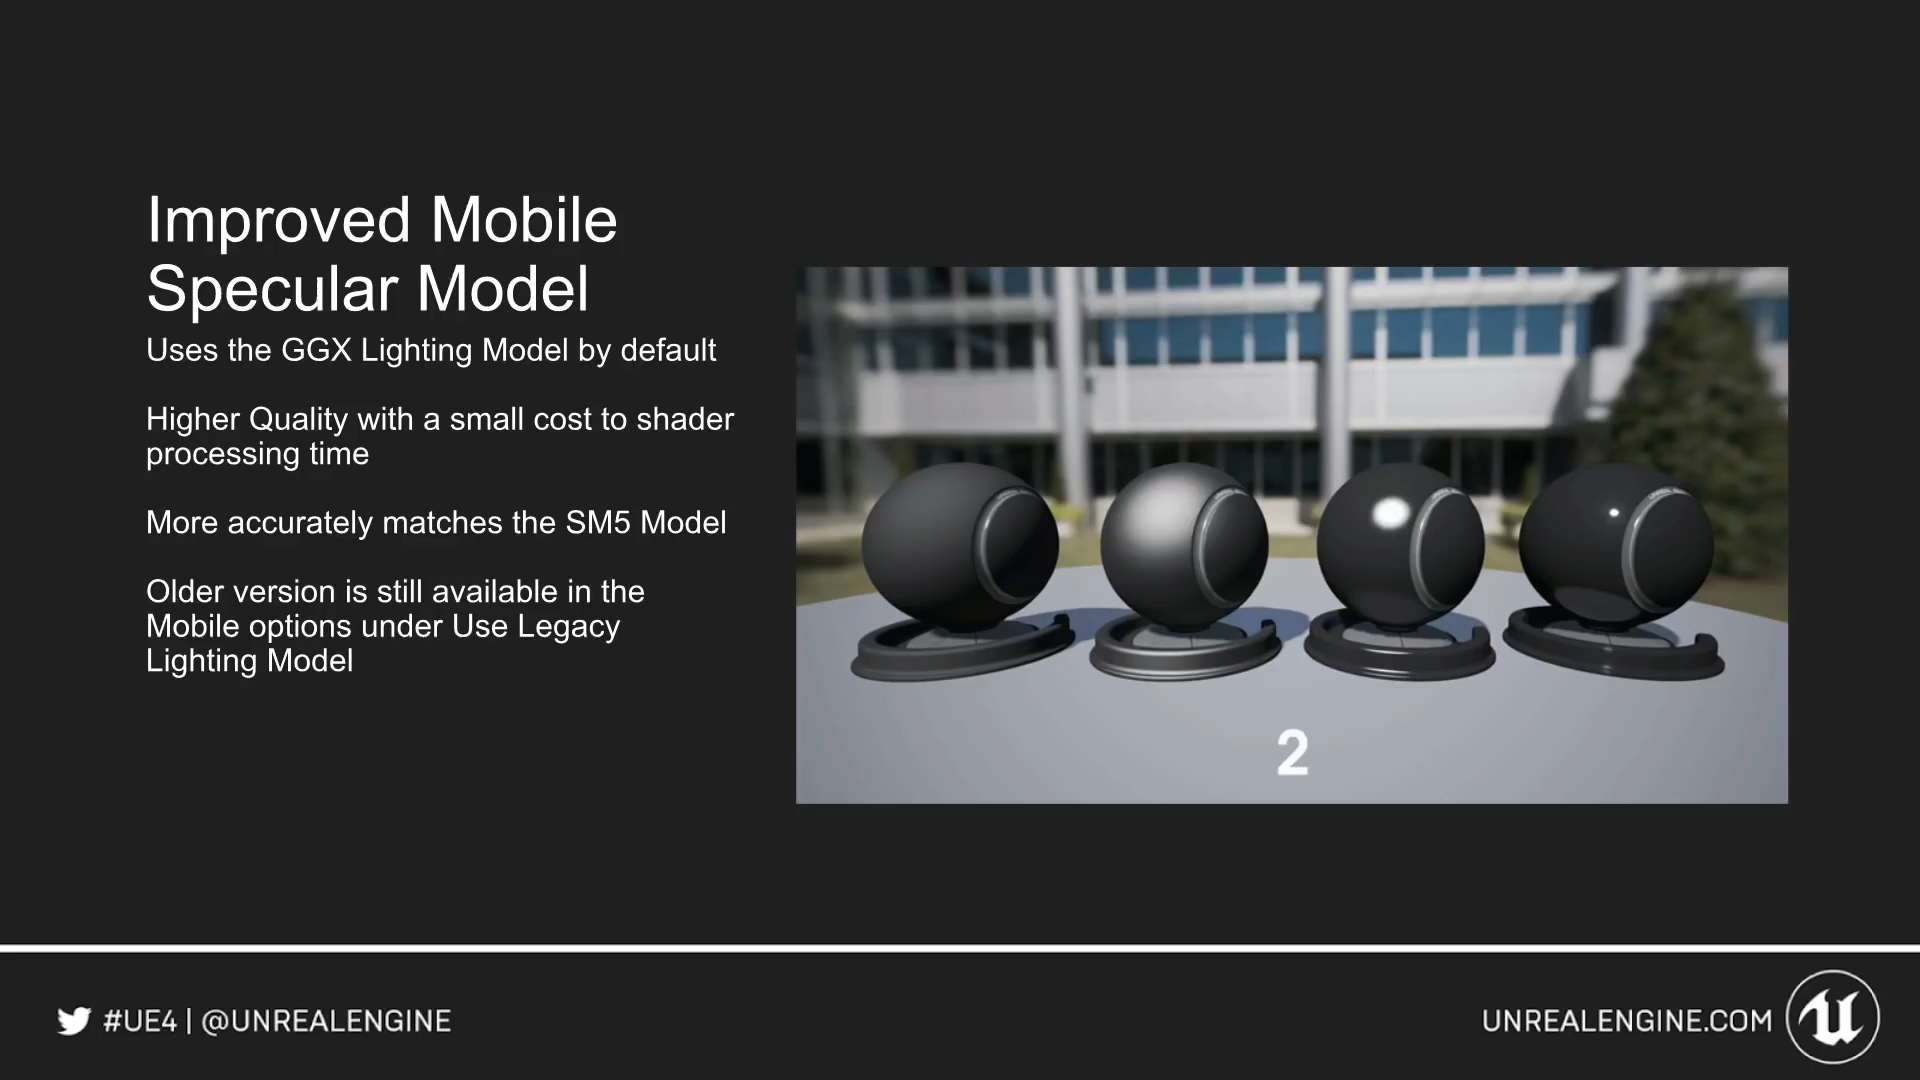 Improved Mobile
Specular Model
Uses the GGX Lighting Model by default
Higher Quality with a small cost to shader
processing time
More accurately matches the SM5 Model
Older version is still available in the
Mobile options under Use Legacy
Lighting Model
2
#UE4 | @UNREALENGINE
UNREALENGINE.COM